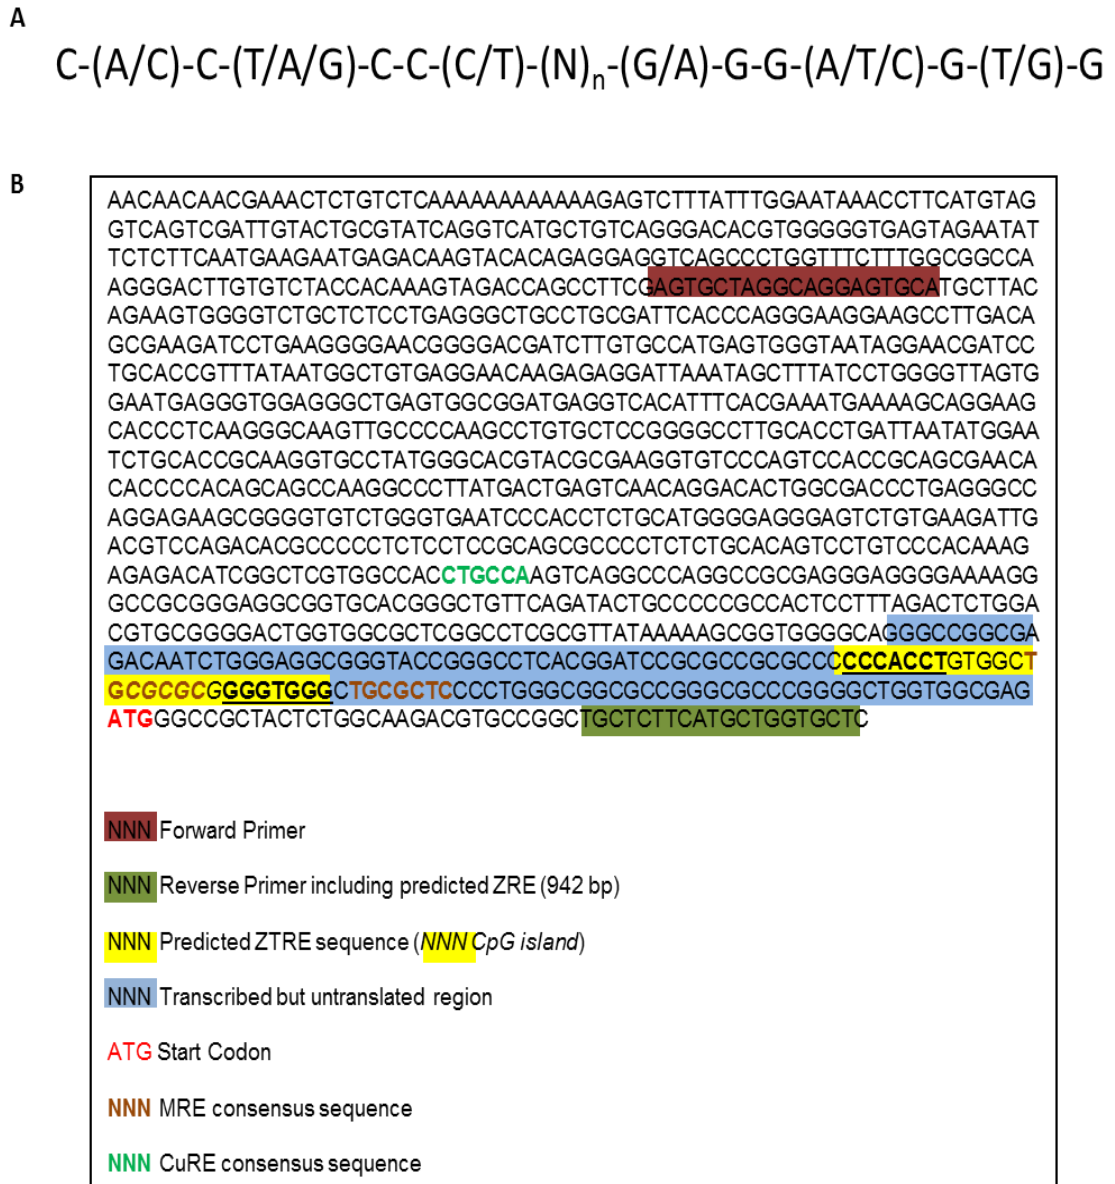 A
C-(A/C)-C-(T/A/G)-C-C-(C/T)-(N)n-(G/A)-G-G-(A/T/C)-G-(T/G)-G
B
AACAACAACGAAACTCTGTCTCAAAAAAAAAAAAAGAGTCTTTATTTGGAATAAACCTTCATGTAG
GTCAGTCGATTGTACTGCGTATCAGGTCATGCTGTCAGGGACACGTGGGGGTGAGTAGAATAT
TCTCTTCAATGAAGAATGAGACAAGTACACAGAGGAGGTCAGCCCTGGTTTCTTTGGCGGCCA
AGGGACTTGTGTCTACCACAAAGTAGACCAGCCTTCGAGTGCTAGGCAGGAGTGCATGCTTAC
AGAAGTGGGGTCTGCTCTCCTGAGGGCTGCCTGCGATTCACCCAGGGAAGGAAGCCTTGACA
GCGAAGATCCTGAAGGGGAACGGGGACGATCTTGTGCCATGAGTGGGTAATAGGAACGATCC
TGCACCGTTTATAATGGCTGTGAGGAACAAGAGAGGATTAAATAGCTTTATCCTGGGGTTAGTG
GAATGAGGGTGGAGGGCTGAGTGGCGGATGAGGTCACATTTCACGAAATGAAAAGCAGGAAG
CACCCTCAAGGGCAAGTTGCCCCAAGCCTGTGCTCCGGGGCCTTGCACCTGATTAATATGGAA
TCTGCACCGCAAGGTGCCTATGGGCACGTACGCGAAGGTGTCCCAGTCCACCGCAGCGAACA
CACCCCACAGCAGCCAAGGCCCTTATGACTGAGTCAACAGGACACTGGCGACCCTGAGGGCC
AGGAGAAGCGGGGTGTCTGGGTGAATCCCACCTCTGCATGGGGAGGGAGTCTGTGAAGATTG
ACGTCCAGACACGCCCCCTCTCCTCCGCAGCGCCCCTCTCTGCACAGTCCTGTCCCACAAAG
AGAGACATCGGCTCGTGGCCACCTGCCAAGTCAGGCCCAGGCCGCGAGGGAGGGGAAAAGG
GCCGCGGGAGGCGGTGCACGGGCTGTTCAGATACTGCCCCCGCCACTCCTTTAGACTCTGGA
CGTGCGGGGACTGGTGGCGCTCGGCCTCGCGTTATAAAAAGCGGTGGGGCAGGGGCCGGCGA
GACAATCTGGGAGGCGGGTACCGGGCCTCACGGATCCGCGCCGCGCCCCCCACCTGTGGCT
GCGCGCGGGGTGGGCTGCGCTCCCCTGGGCGGCGCCGGGCGCCCGGGGCTGGTGGCGAG
ATGGGCCGCTACTCTGGCAAGACGTGCCGGCTGCTCTTCATGCTGGTGCTC
NNN Forward Primer
NNN Reverse Primer including predicted ZRE (942 bp)
NNN Predicted ZTRE sequence (NNN CpG island)
NNN Transcribed but untranslated region
ATG Start Codon
NNN MRE consensus sequence
NNN CuRE consensus sequence